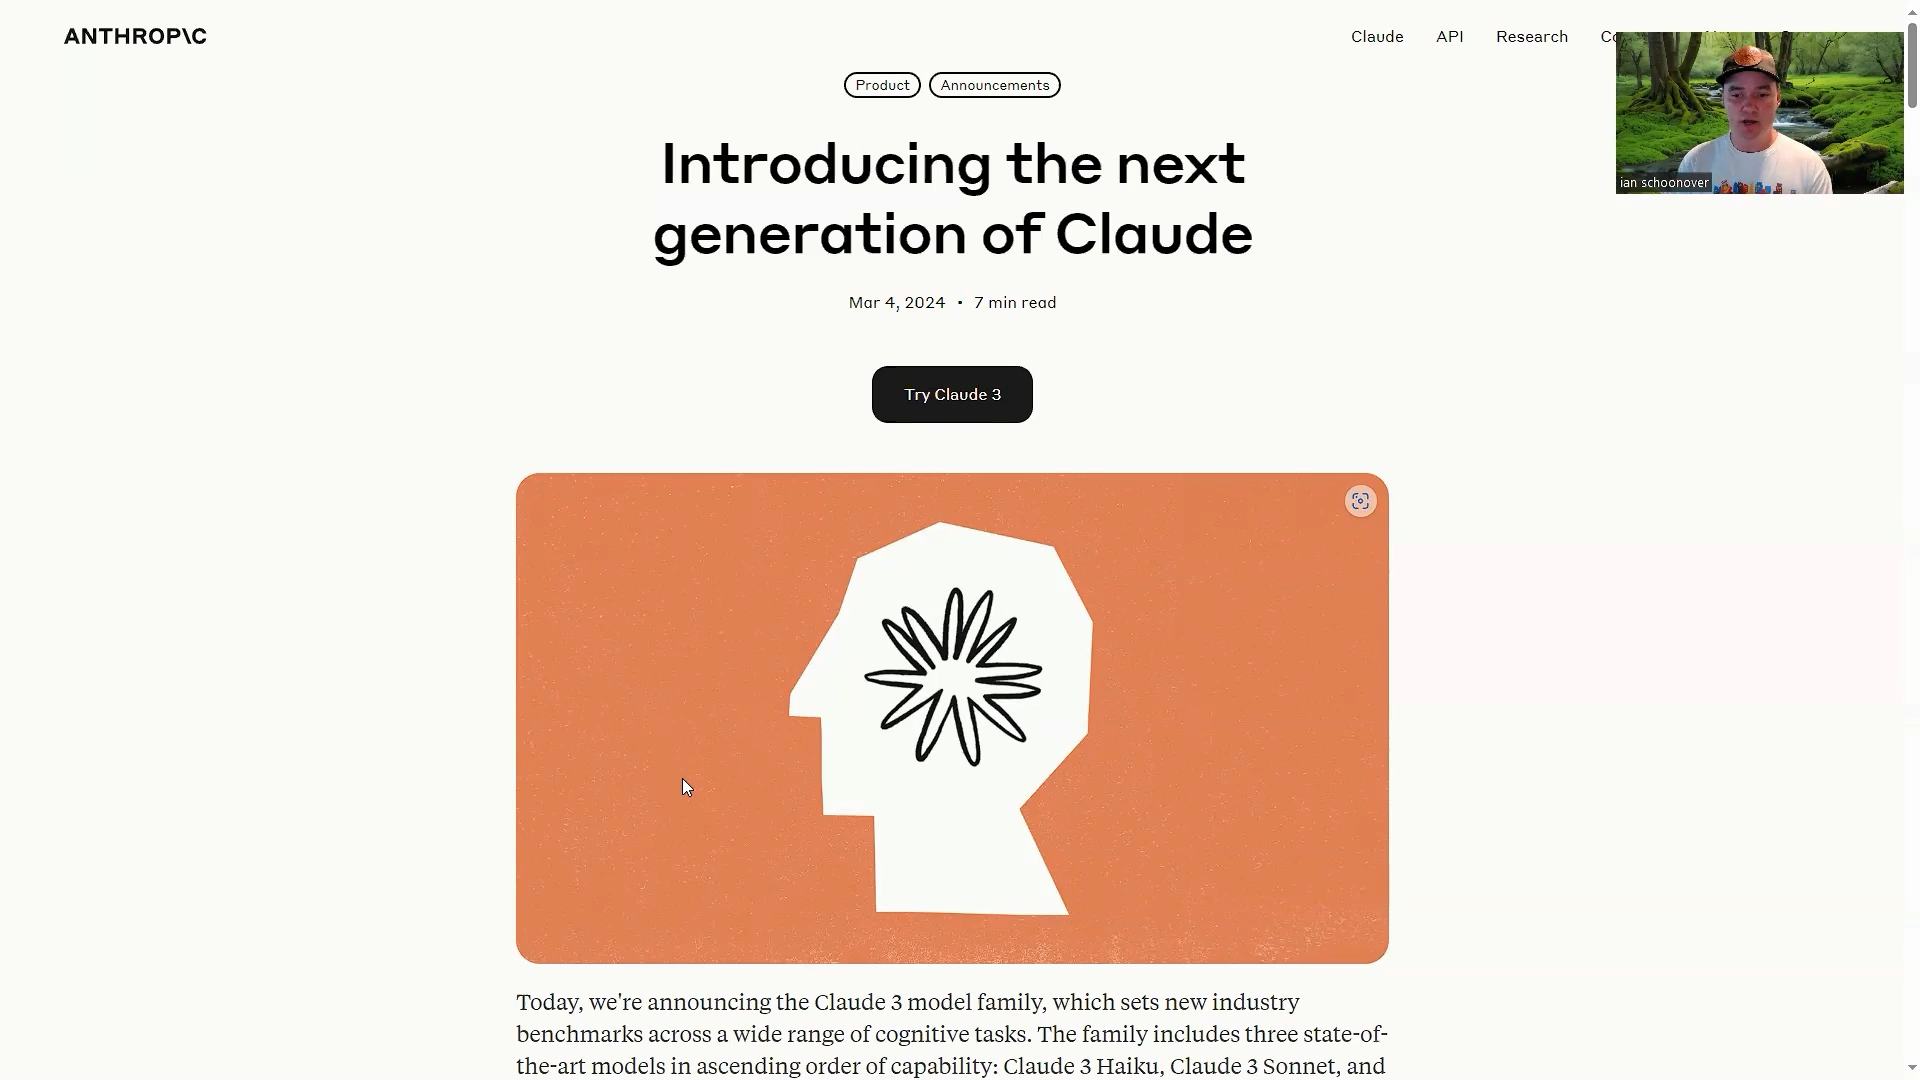 ANTHROP\C
Claude API Research
Product Announcements
Introducing the next
generation of Claude
Mar 4, 2024 • 7 min read
Try Claude 3
ian schoonover
Today, we're announcing the Claude 3 model family, which sets new industry
benchmarks across a wide range of cognitive tasks. The family includes three state-of-
the-art models in ascending order of capability: Claude 3 Haiku, Claude 3 Sonnet, and